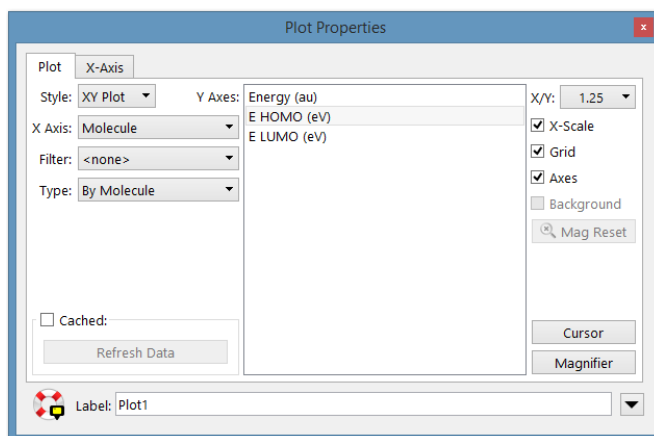 Plot Properties
x
Plot X-Axis
Style: XY Plot Y Axes: Energy (au) X/Y: 1.25
E HOMO (eV) X-Scale
X Axis: Molecule
E LUMO (eV)
Grid
Filter: <none>
Axes
Type: By Molecule
Background
Mag Reset
Cached:
Refresh Data
Cursor
Magnifier
Label: Plot1